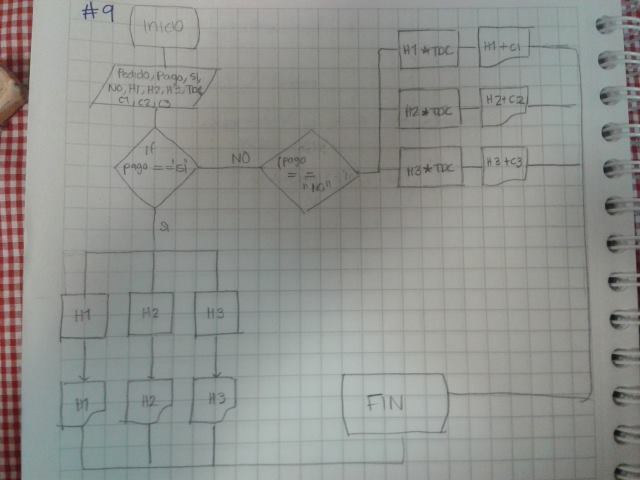 #9
Inicio
Pedido, Pago, SI,
NO, H1, H2, H3, TDC
C1, C2, C3
if
pago == 'si'
NO
(pago
= =
"NO"
H1*TDC
H1+C1
H2*TDC
H2+C2
H3*TDC
H3+C3
si
H1
H2
H3
H1
H2
H3
FIN